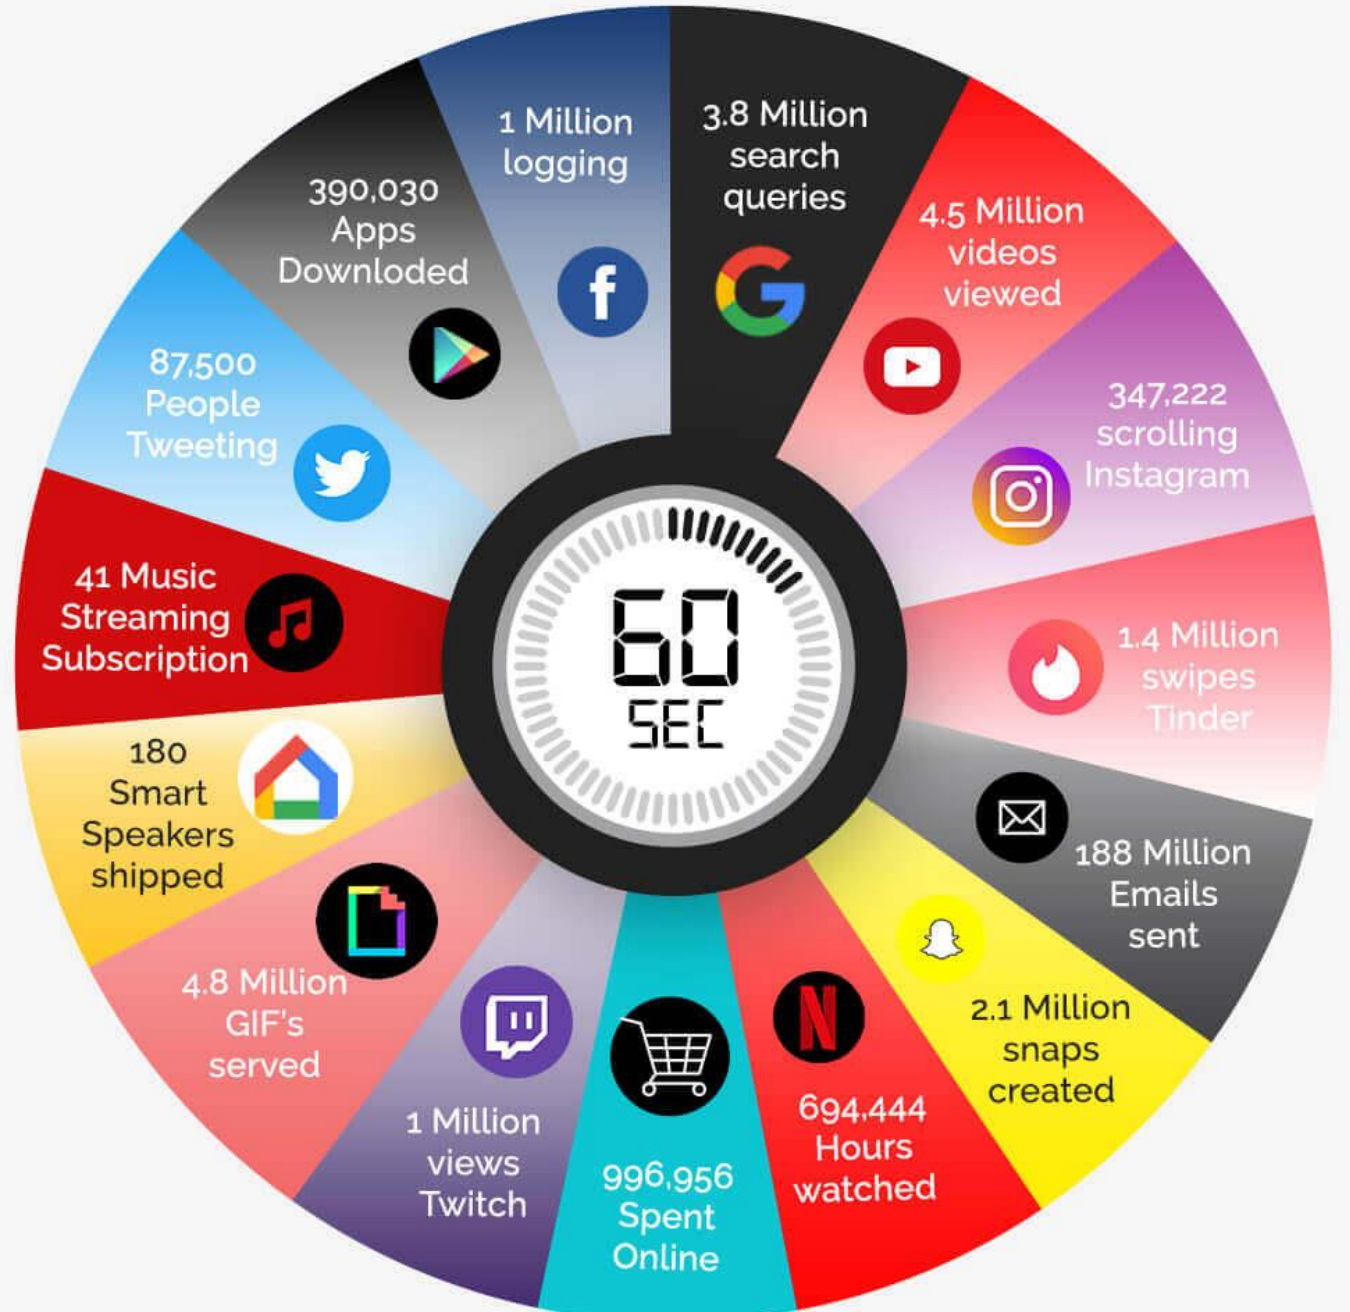 3.8 Million
search
queries
4.5 Million
videos
viewed
347,222
scrolling
Instagram
1.4 Million
swipes
Tinder
188 Million
Emails
sent
2.1 Million
snaps
created
694,444
Hours
watched
996,956
Spent
Online
1 Million
views
Twitch
4.8 Million
GIF's
served
180
Smart
Speakers
shipped
41 Music
Streaming
Subscription
87,500
People
Tweeting
390,030
Apps
Downloded
1 Million
logging
60
SEC